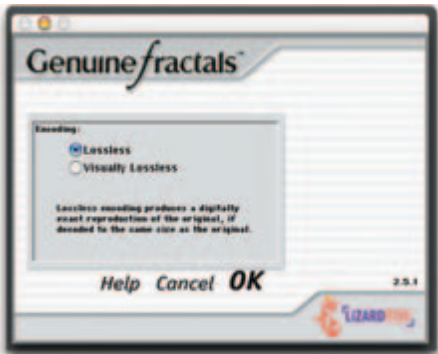 Genuine fractals™
Encoding:
Lossless
Visually Lossless
Lossless encoding produces a digitally
exact reproduction of the original, if
decoded to the same size as the original.
Help Cancel OK
2.5.1
LIZARDTECH